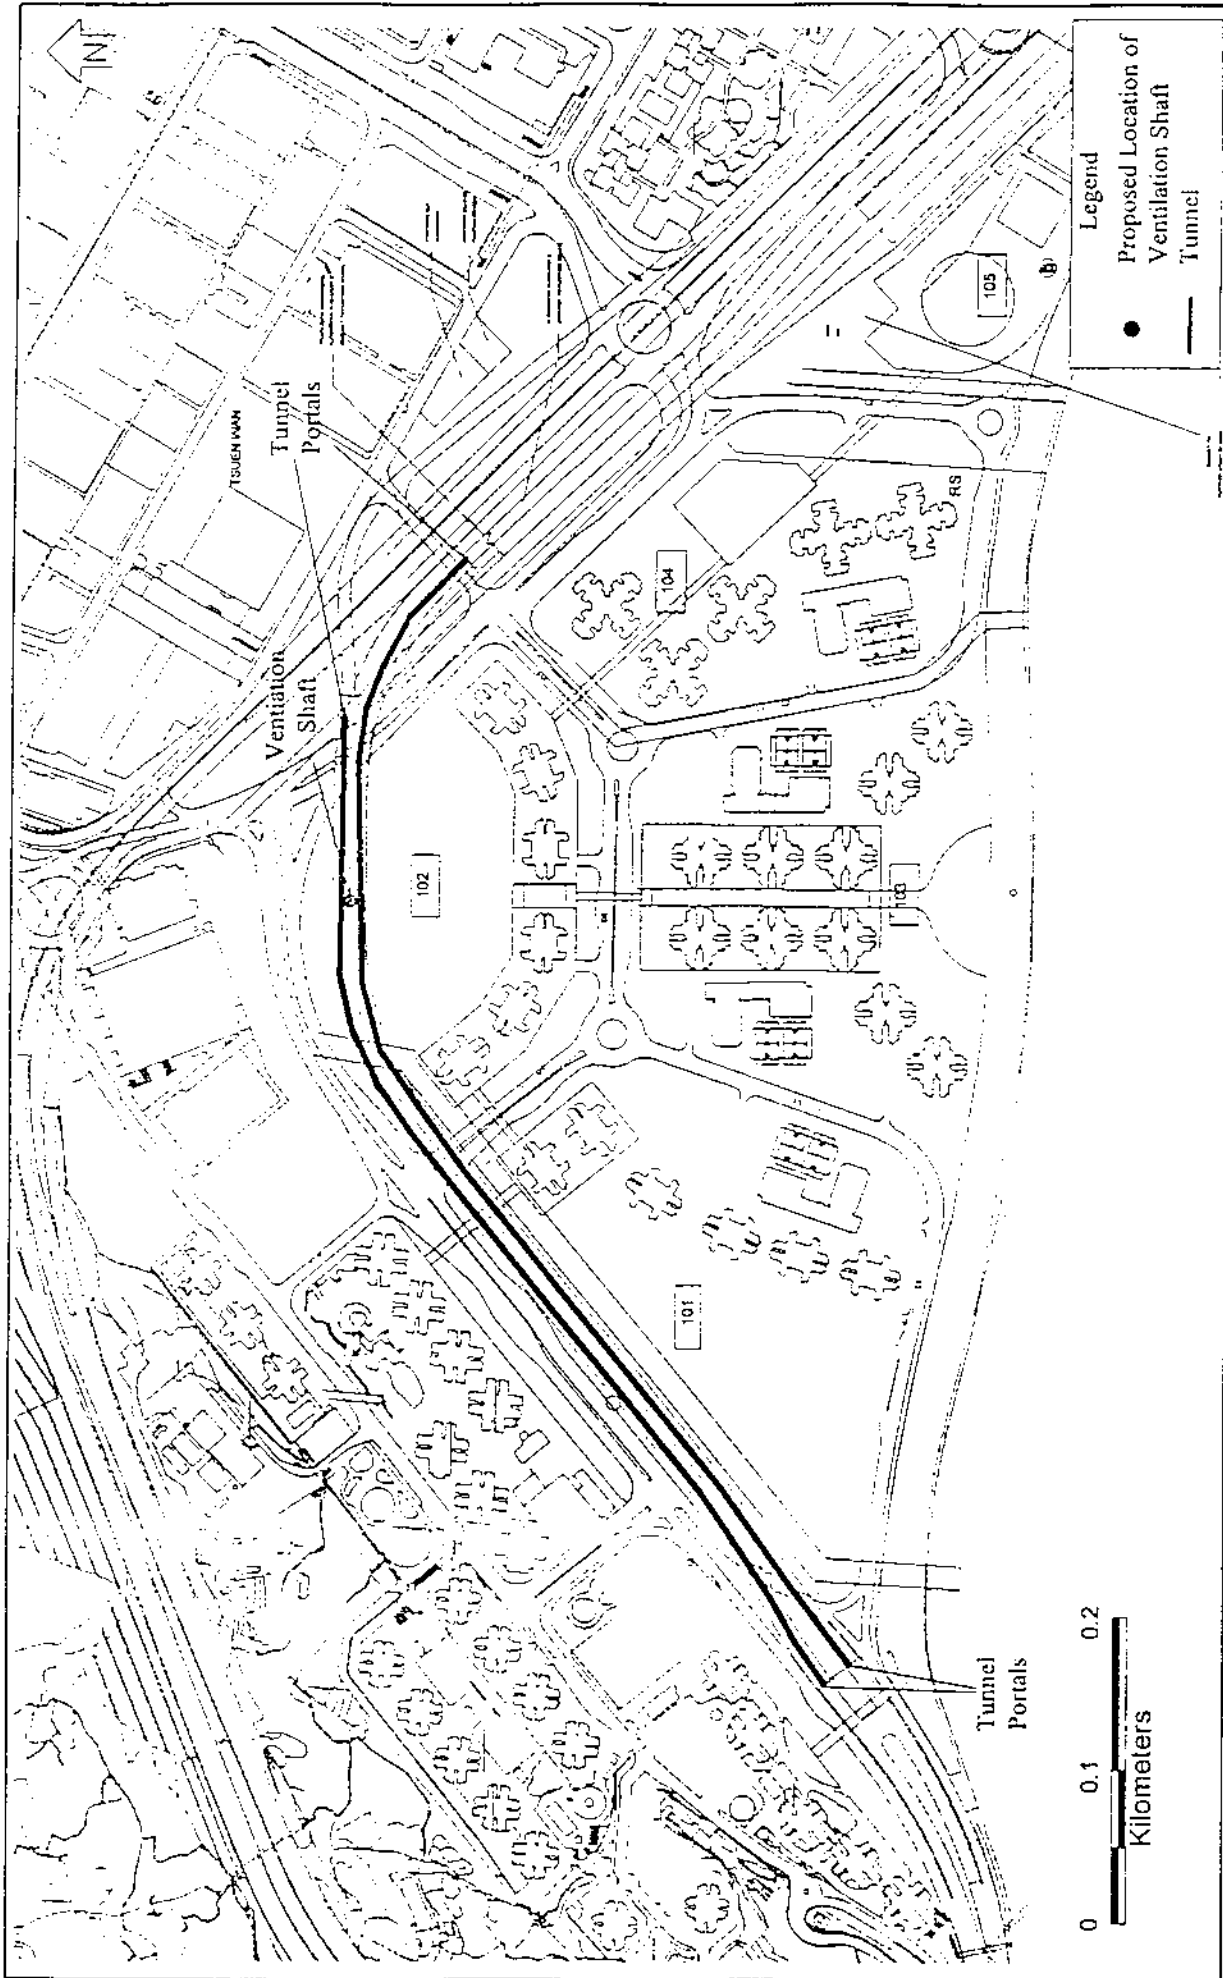 N
TSUEN WAN
Tunnel
Portals
Ventiation
Shaft
102
104
105
RS
103
101
Tunnel
Portals
0 0.1 0.2
Kilometers
Legend
Proposed Location of
Ventilation Shaft
Tunnel